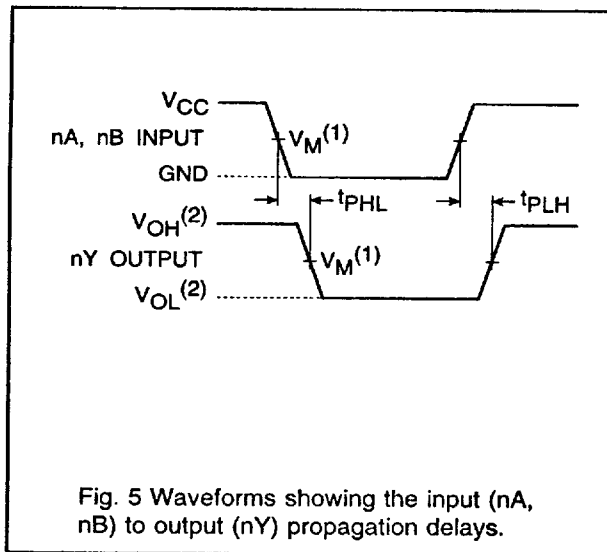 VCC
nA, nB INPUT
VM(1)
GND
tPHL
tPLH
VOH(2)
nY OUTPUT
VM(1)
VOL(2)
Fig. 5 Waveforms showing the input (nA,
nB) to output (nY) propagation delays.